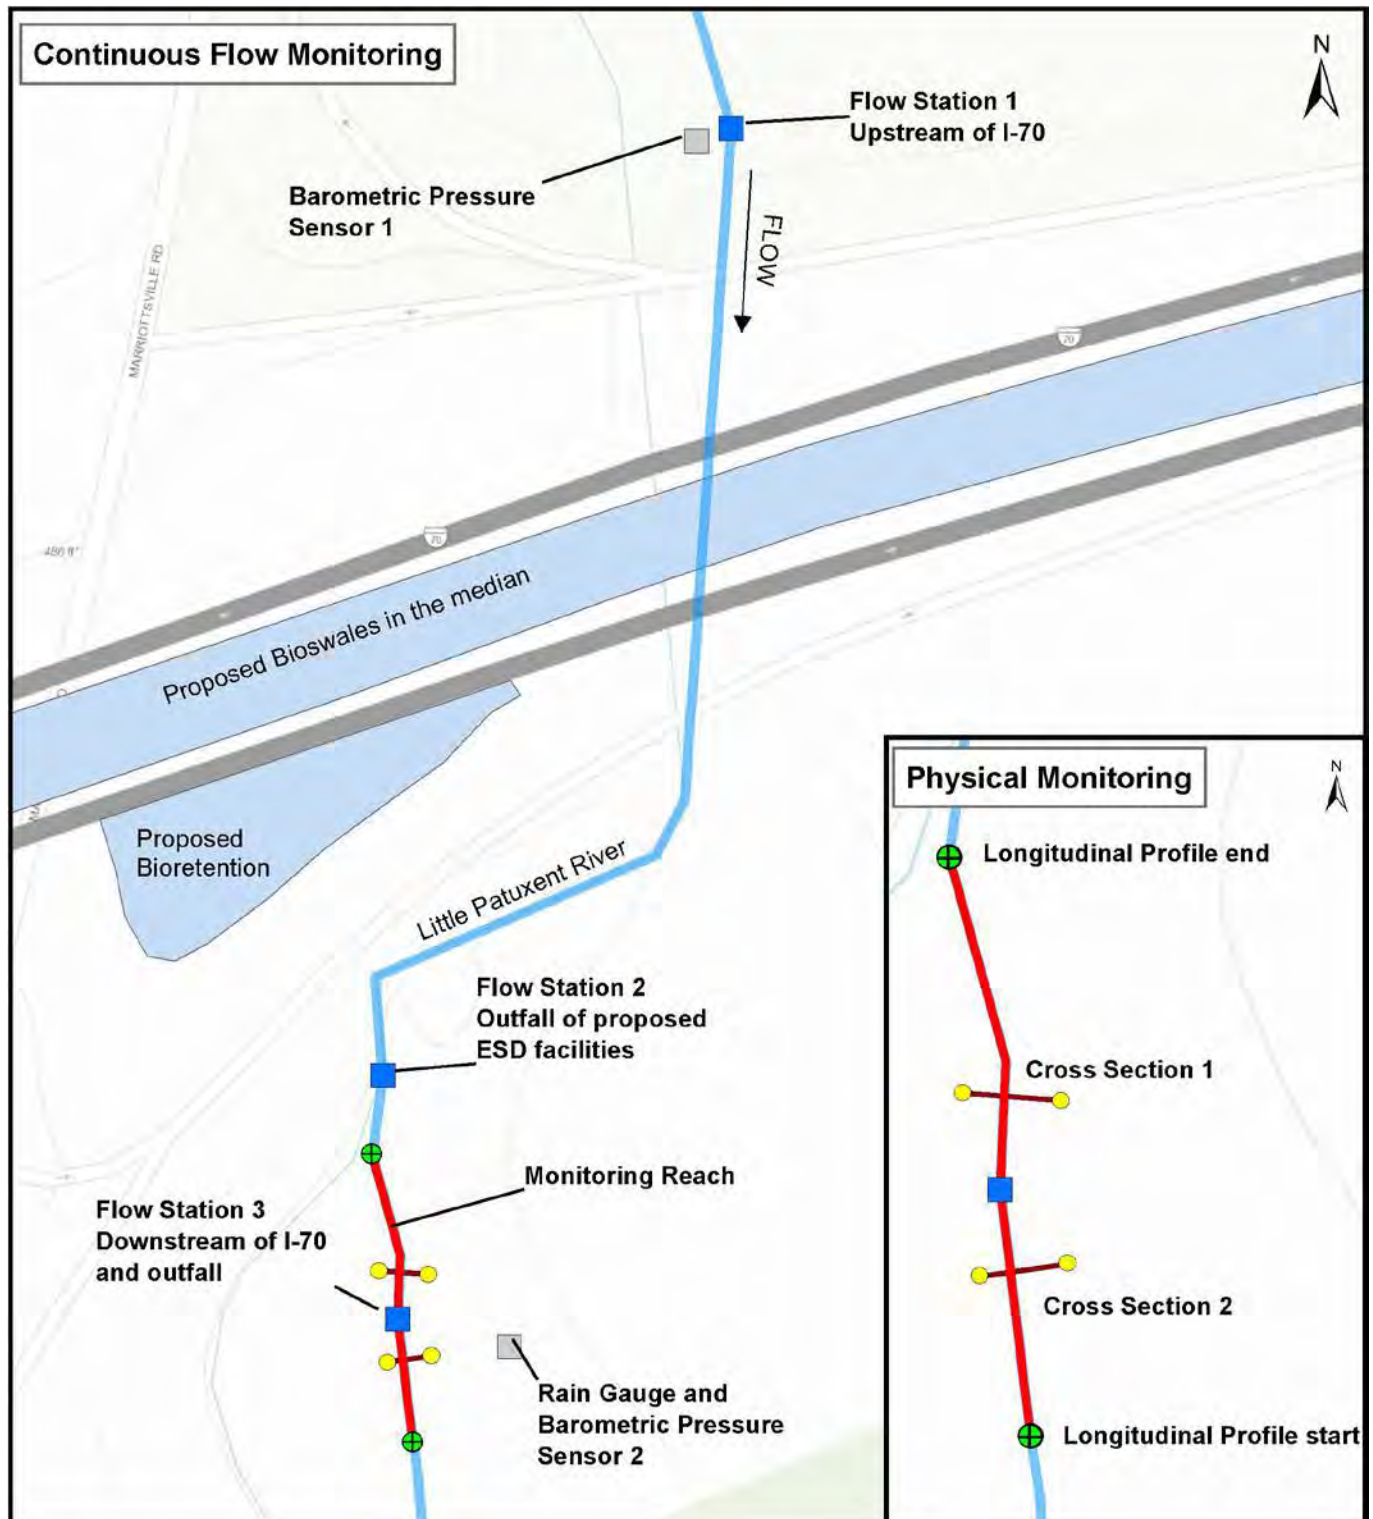 Continuous Flow Monitoring
N
Flow Station 1
Upstream of I-70
Barometric Pressure
Sensor 1
FLOW
MARRIOTTSVILLE RD
70
70
486 ft
Proposed Bioswales in the median
Proposed
Bioretention
Little Patuxent River
Flow Station 2
Outfall of proposed
ESD facilities
Monitoring Reach
Flow Station 3
Downstream of I-70
and outfall
Rain Gauge and
Barometric Pressure
Sensor 2
Physical Monitoring
N
Longitudinal Profile end
Cross Section 1
Cross Section 2
Longitudinal Profile start